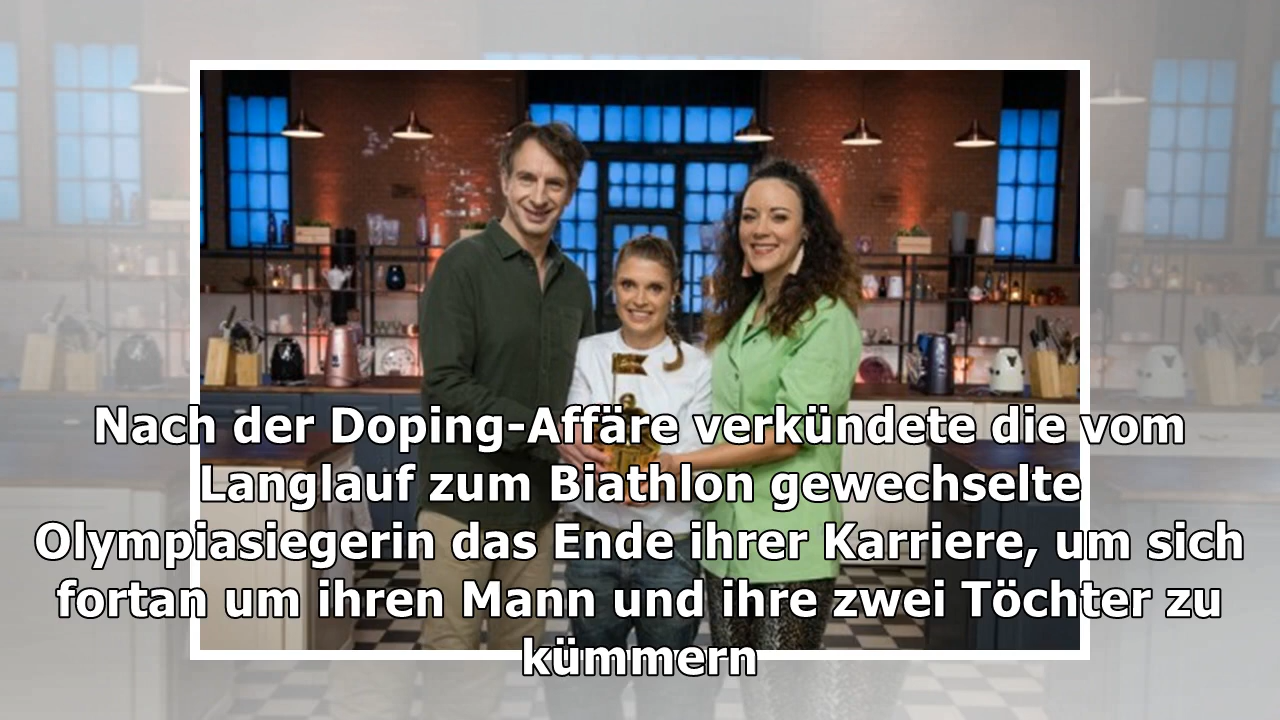 Nach der Doping-Affäre verkündete die vom
Langlauf zum Biathlon gewechselte
Olympiasiegerin das Ende ihrer Karriere, um sich
fortan um ihren Mann und ihre zwei Töchter zu
kümmern